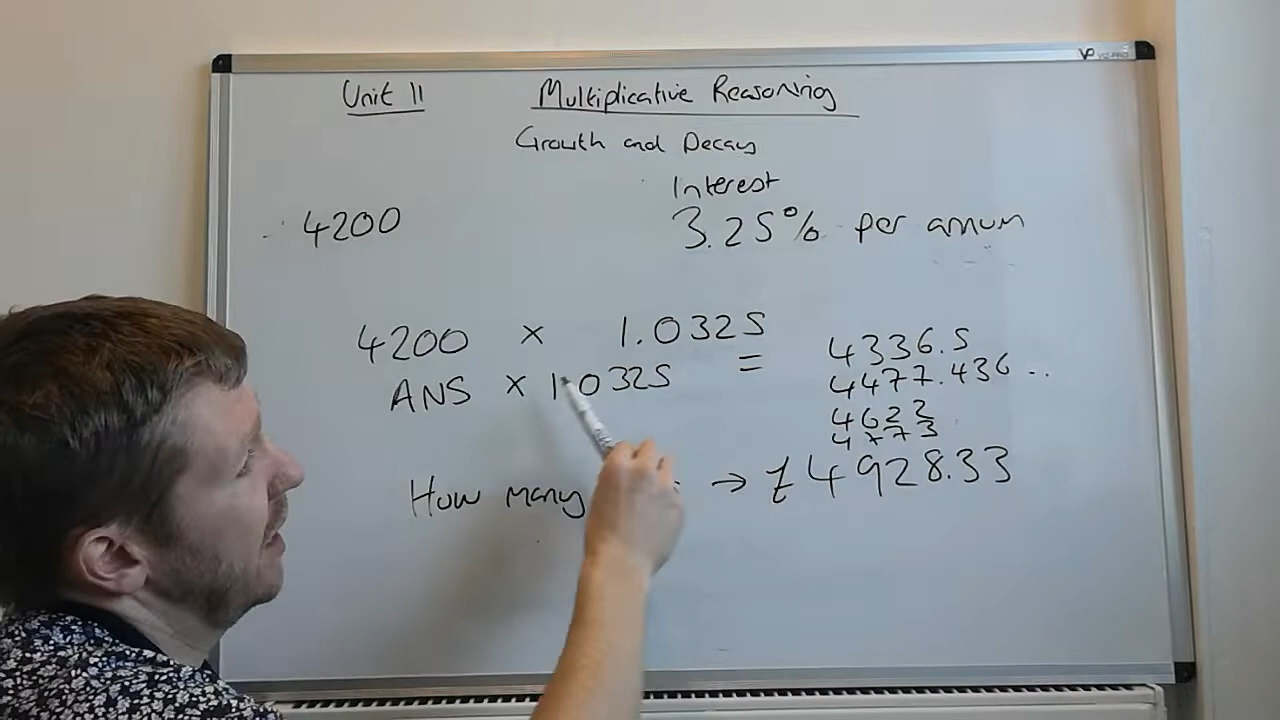 Unit 11 Multiplicative Reasoning
Growth and Decay
Interest
4200 3.25% per annum
4200 × 1.0325
= 4336.5
ANS × 1.0325 4477.436...
4622
4773
How many → £4928.33